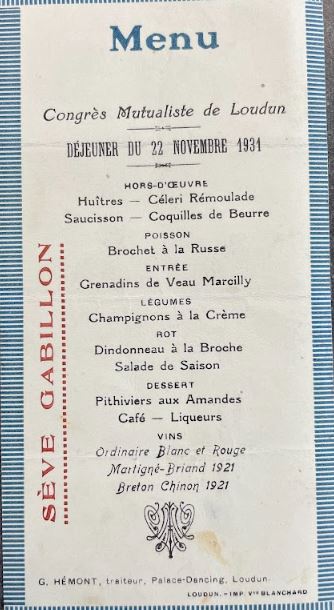 Menu
Congrès Mutualiste de Loudun
DÉJEUNER DU 22 NOVEMBRE 1931
HORS-D'ŒUVRE
Huîtres — Céleri Rémoulade
Saucisson — Coquilles de Beurre
POISSON
Brochet à la Russe
ENTRÉE
Grenadins de Veau Marcilly
LÉGUMES
Champignons à la Crème
ROT
Dindonneau à la Broche
Salade de Saison
DESSERT
Pithiviers aux Amandes
Café — Liqueurs
VINS
Ordinaire Blanc et Rouge
Martigné-Briand 1921
Breton Chinon 1921
SÈVE GABILLON
G. HÉMONT, traiteur, Palace-Dancing, Loudun.
LOUDUN. - IMP. Vve BLANCHARD